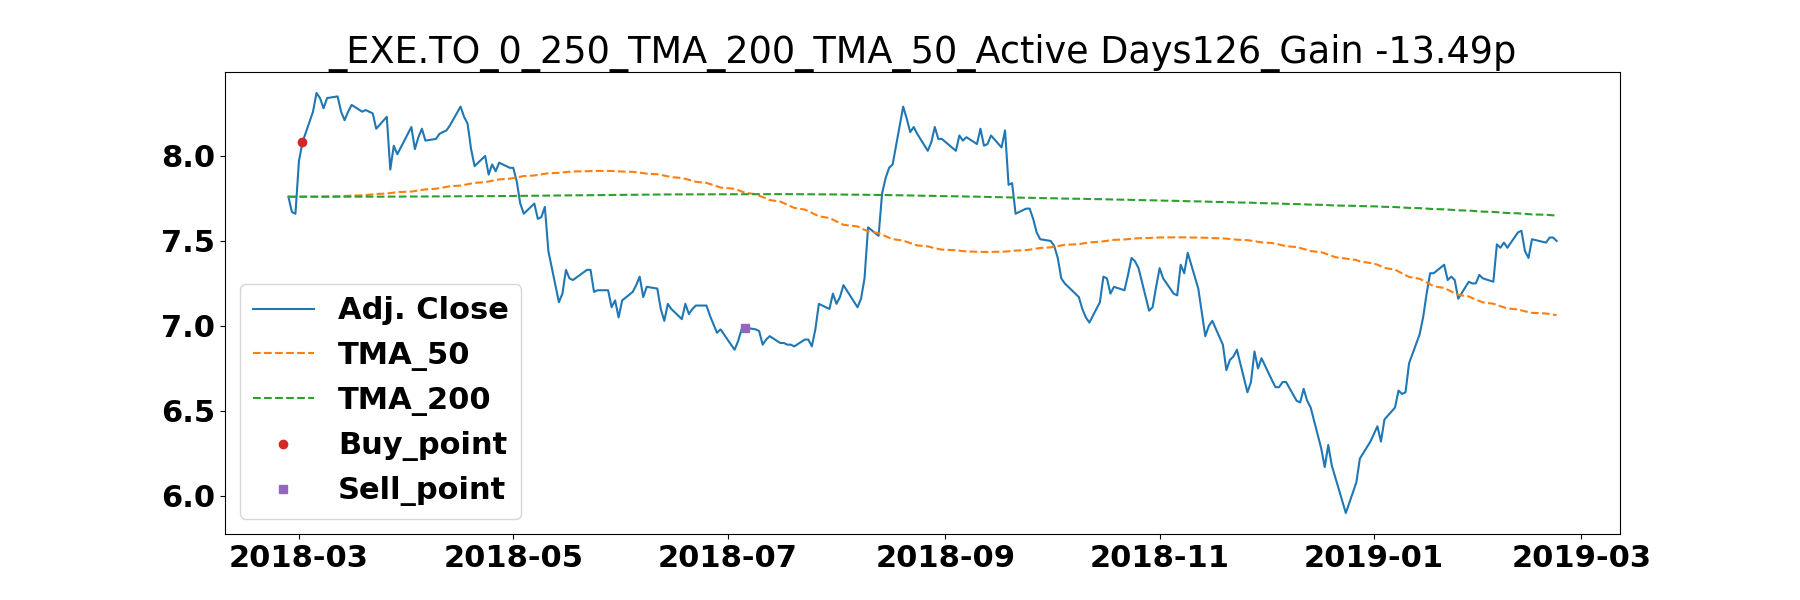 _EXE.TO_0_250_TMA_200_TMA_50_Active Days126_Gain -13.49p
8.0
7.5
7.0
6.5
6.0
Adj. Close
TMA_50
TMA_200
Buy_point
Sell_point
2018-03 2018-05 2018-07 2018-09 2018-11 2019-01 2019-03